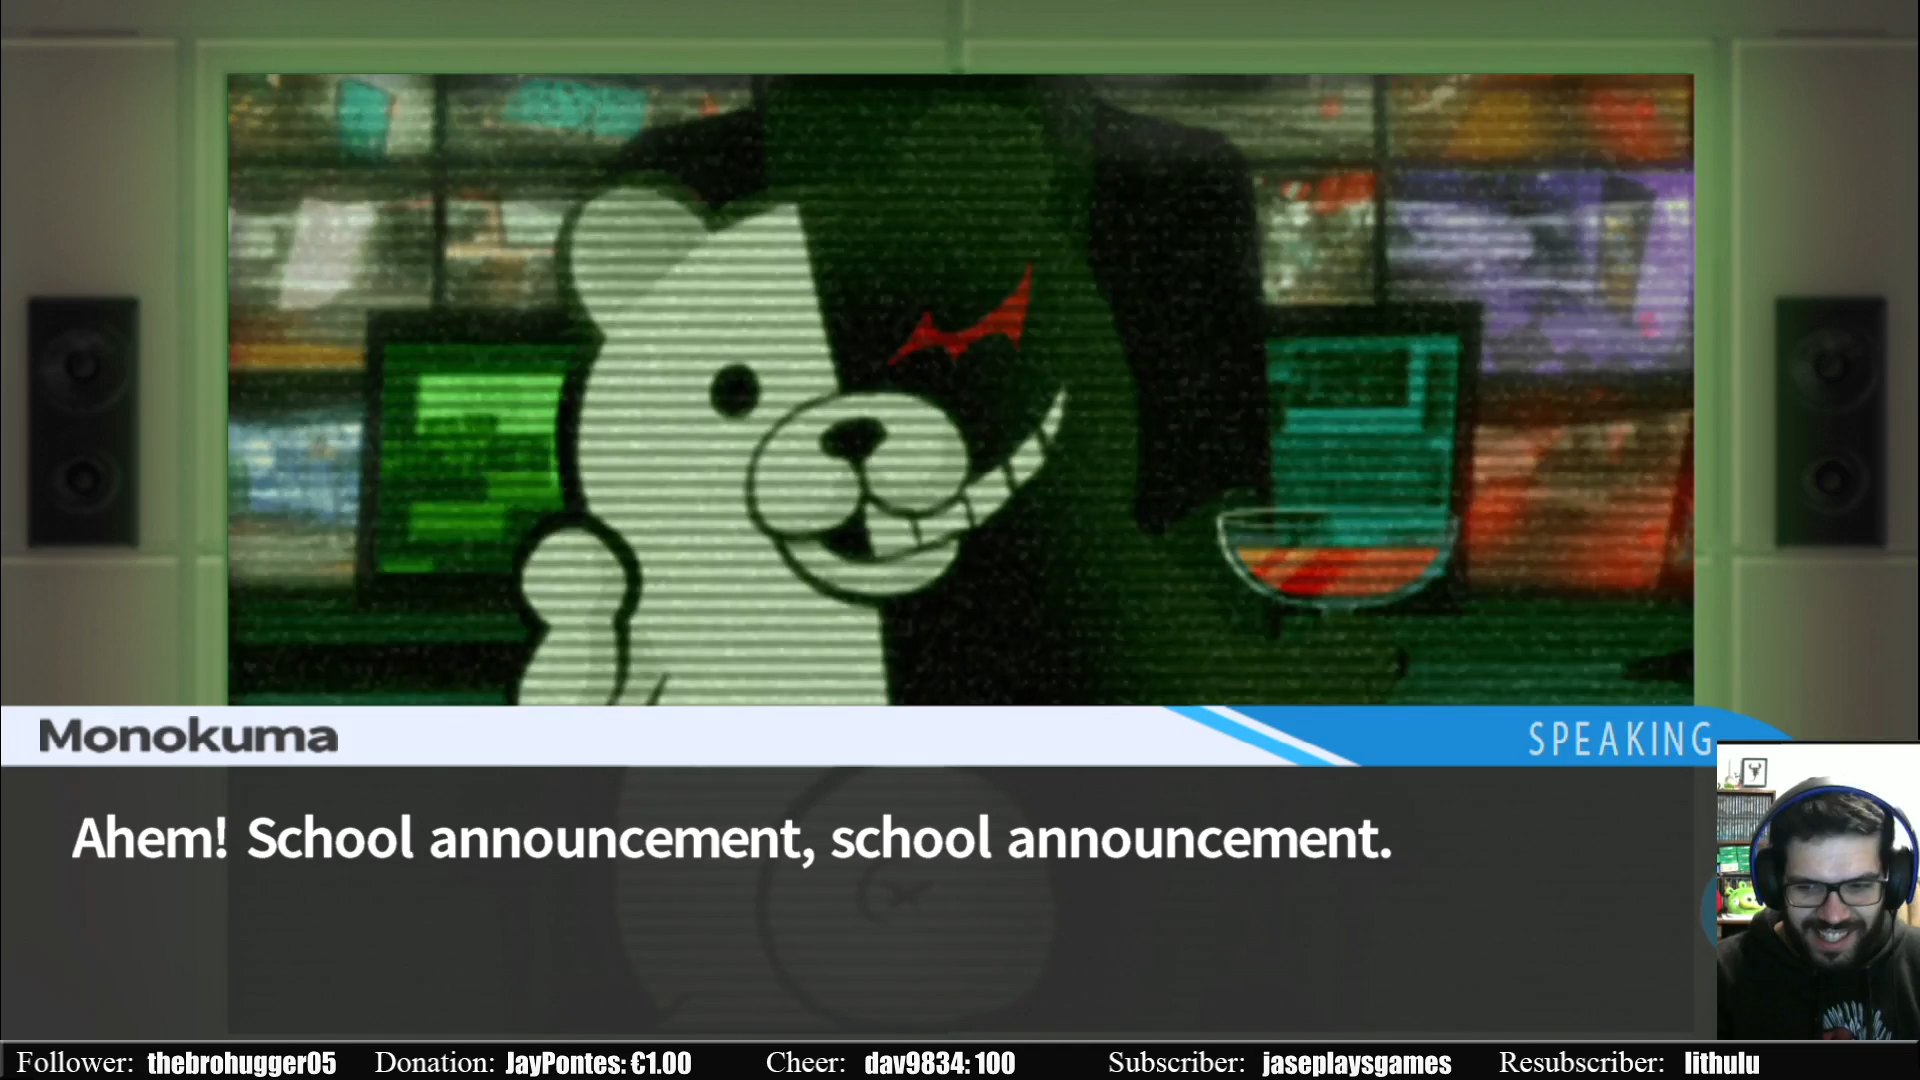 Monokuma
SPEAKING
Ahem! School announcement, school announcement.
Follower: thebrohugger05 Donation: JayPontes: €1.00 Cheer: dav9834: 100 Subscriber: jaseplaysgames Resubscriber: lithulu